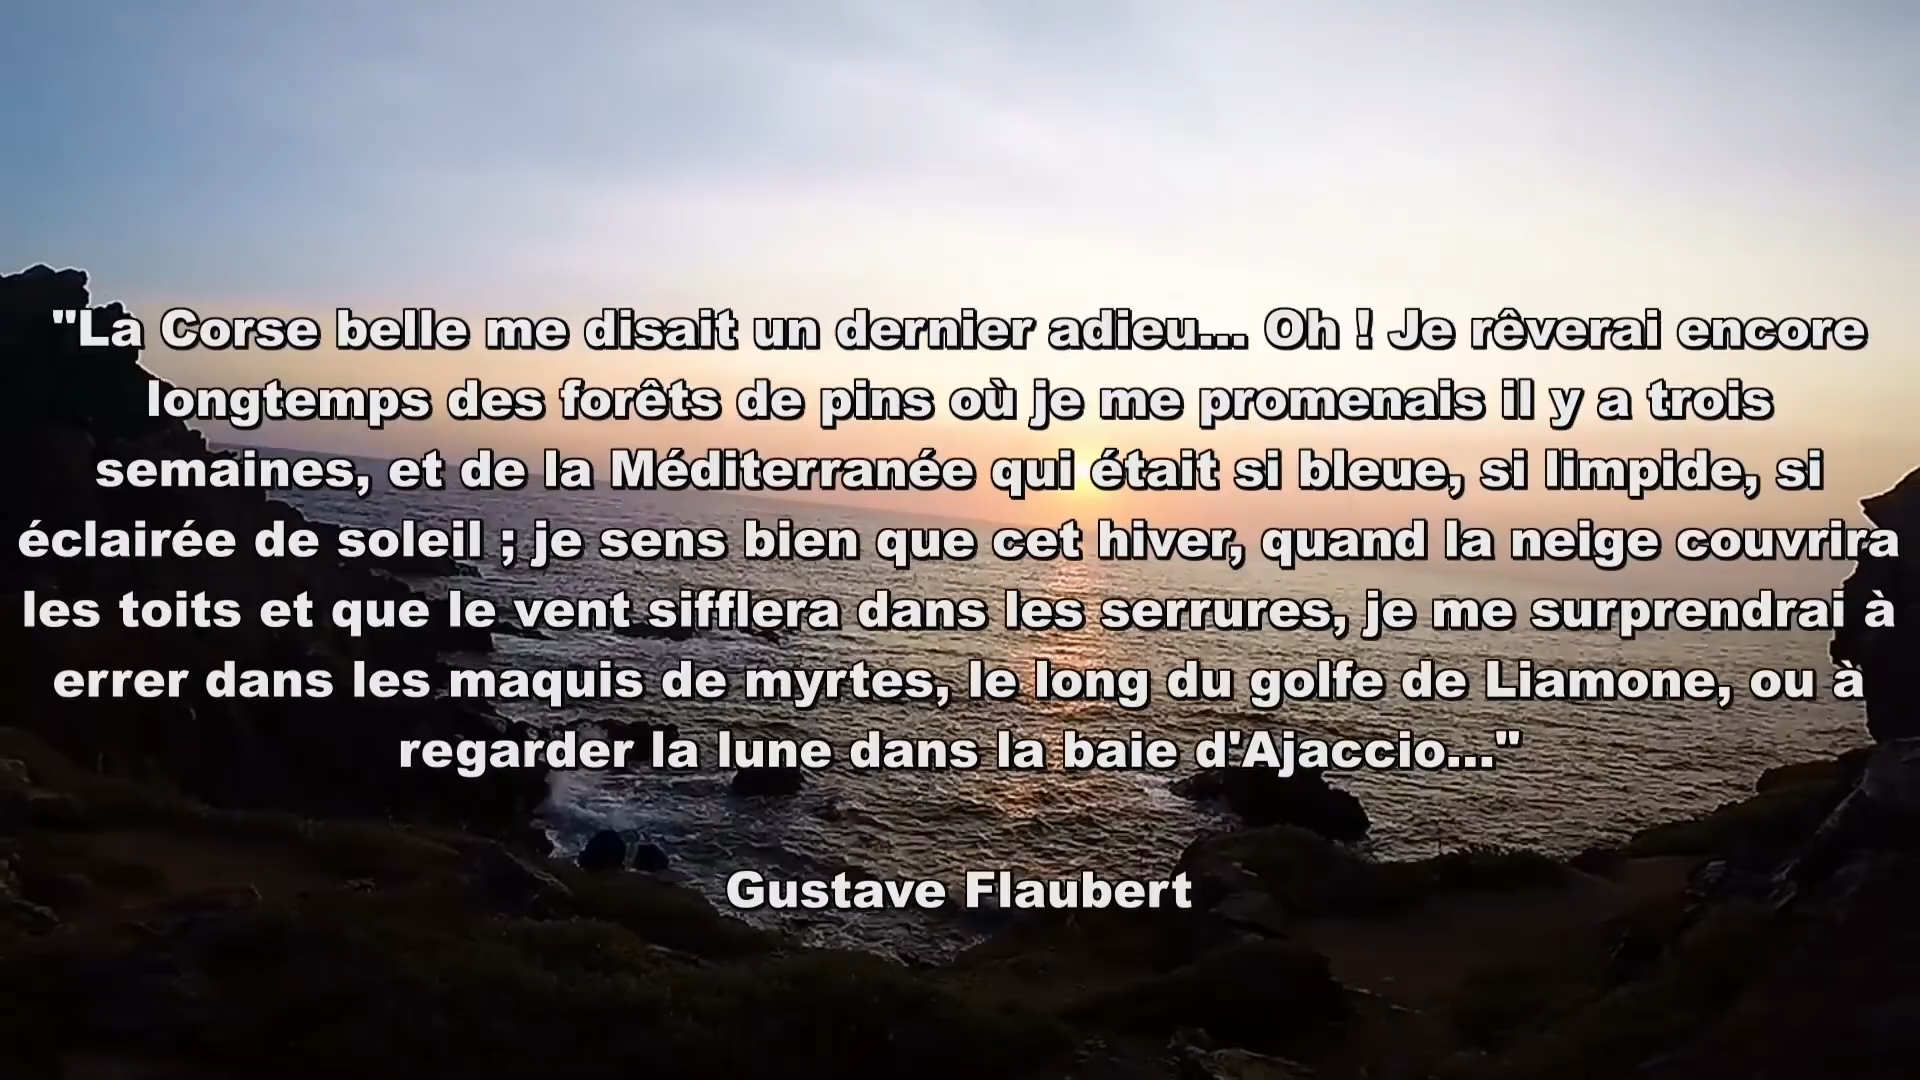 "La Corse belle me disait un dernier adieu... Oh ! Je rêverai encore
longtemps des forêts de pins où je me promenais il y a trois
semaines, et de la Méditerranée qui était si bleue, si limpide, si
éclairée de soleil ; je sens bien que cet hiver, quand la neige couvrira
les toits et que le vent sifflera dans les serrures, je me surprendrai à
errer dans les maquis de myrtes, le long du golfe de Liamone, ou à
regarder la lune dans la baie d'Ajaccio..."
Gustave Flaubert